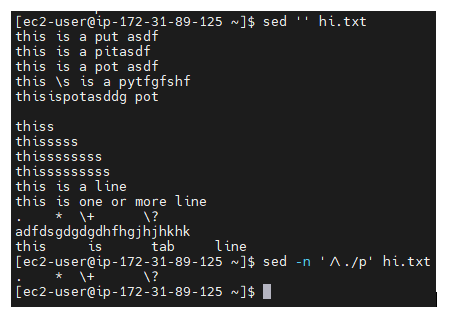 [ec2-user@ip-172-31-89-125 ~]$ sed '' hi.txt
this is a put asdf
this is a pitasdf
this is a pot asdf
this \s is a pytfgfshf
thisispotasddg pot

thiss
thisssss
thissssssss
thisssssssss
this is a line
this is one or more line
.    *  \+      \?
adfdsgdgdgdhfhgjhjhkhk
this     is      tab     line
[ec2-user@ip-172-31-89-125 ~]$ sed -n '/\./p' hi.txt
.    *  \+      \?
[ec2-user@ip-172-31-89-125 ~]$